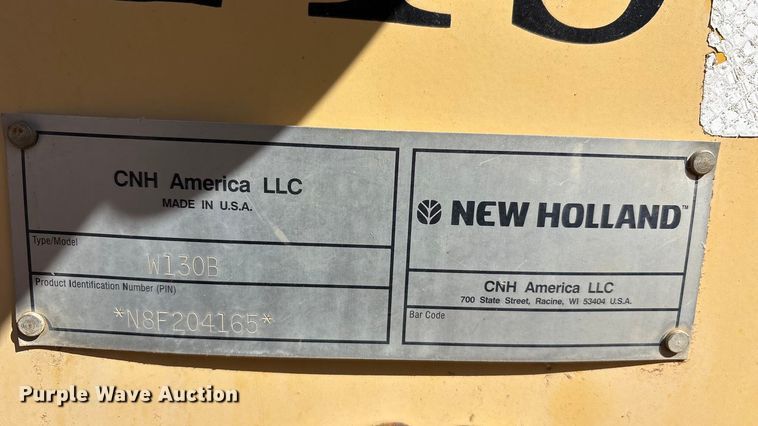 CNH America LLC
MADE IN U.S.A.
Type/Model
W130B
Product Identification Number (PIN)
*N8F204165*
NEW HOLLAND™
CNH America LLC
700 State Street, Racine, WI 53404 U.S.A.
Bar Code
Purple Wave Auction